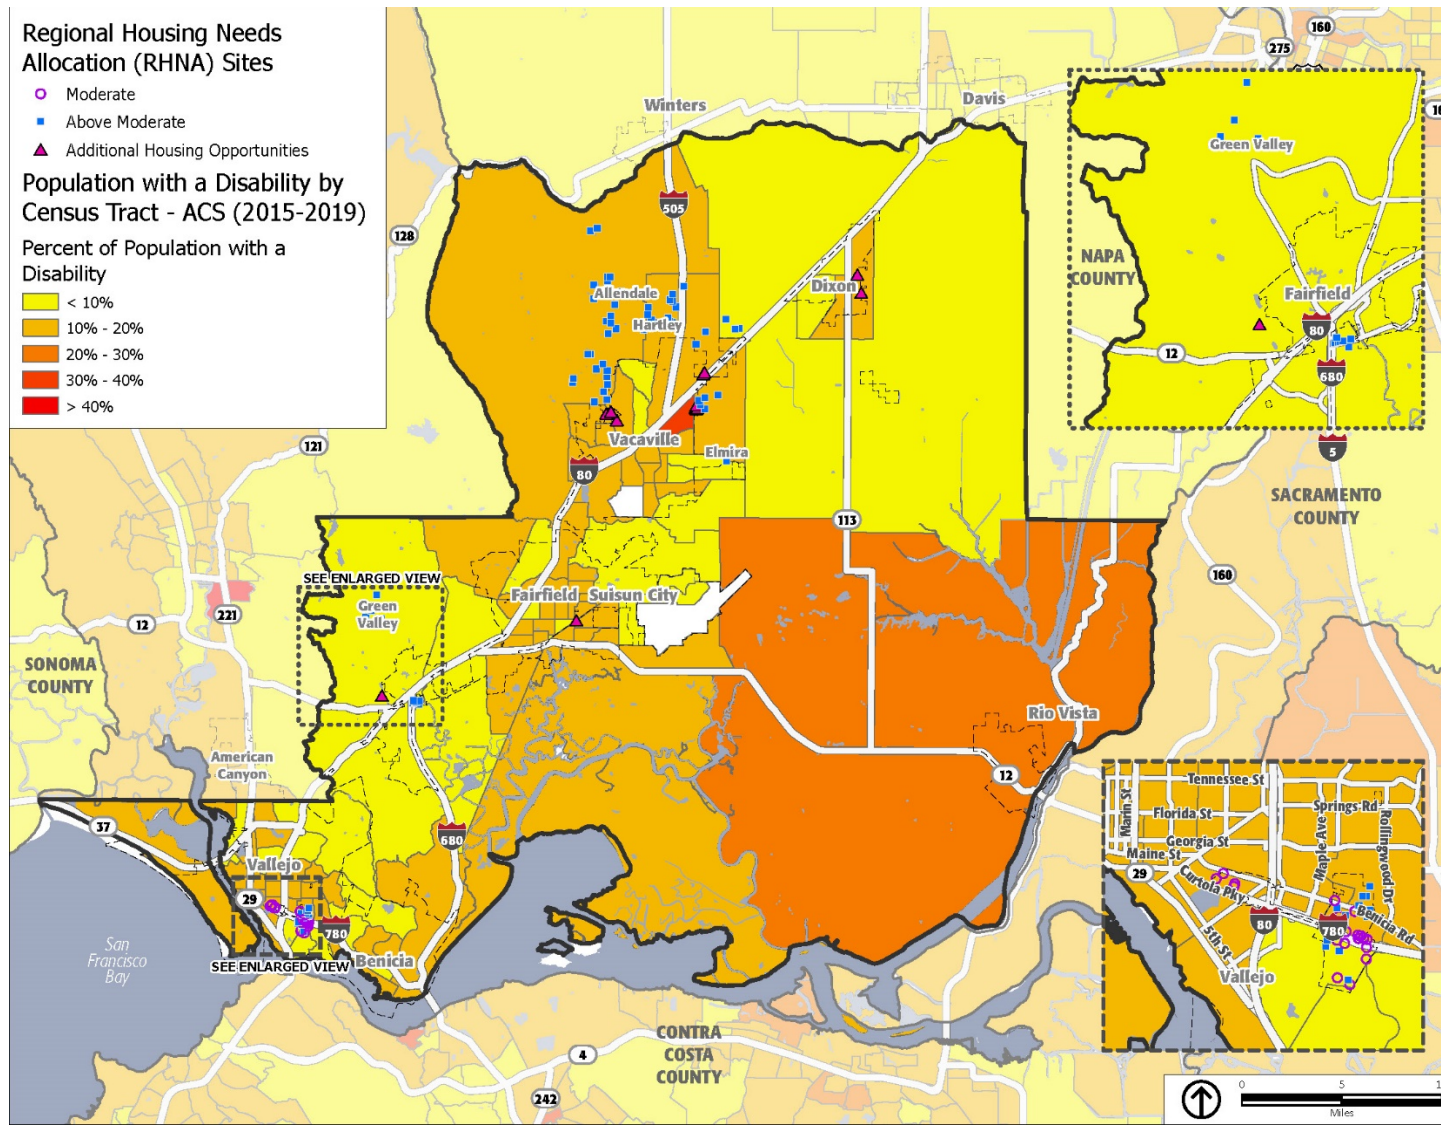 Regional Housing Needs
Allocation (RHNA) Sites
Moderate
Above Moderate
Additional Housing Opportunities
Population with a Disability by
Census Tract - ACS (2015-2019)
Percent of Population with a
Disability
< 10%
10% - 20%
20% - 30%
30% - 40%
> 40%
160
275
Winters
Davis
505
128
Allendale
Hartley
Dixon
Vacaville
Elmira
80
121
113
SEE ENLARGED VIEW
Green
Valley
Fairfield
Suisun City
221
12
SONOMA
COUNTY
American
Canyon
Rio Vista
12
680
37
Vallejo
29
780
SEE ENLARGED VIEW
Benicia
San
Francisco
Bay
CONTRA
COSTA
COUNTY
4
242
Green Valley
NAPA
COUNTY
Fairfield
80
12
680
5
SACRAMENTO
COUNTY
160
Tennessee St
Marin St
Florida St
Springs Rd
Maple Ave
Rollingwood Dr
Georgia St
Maine St
29
Curtola Pky
Benicia Rd
5th St
80
780
Vallejo
0
5
1
Miles